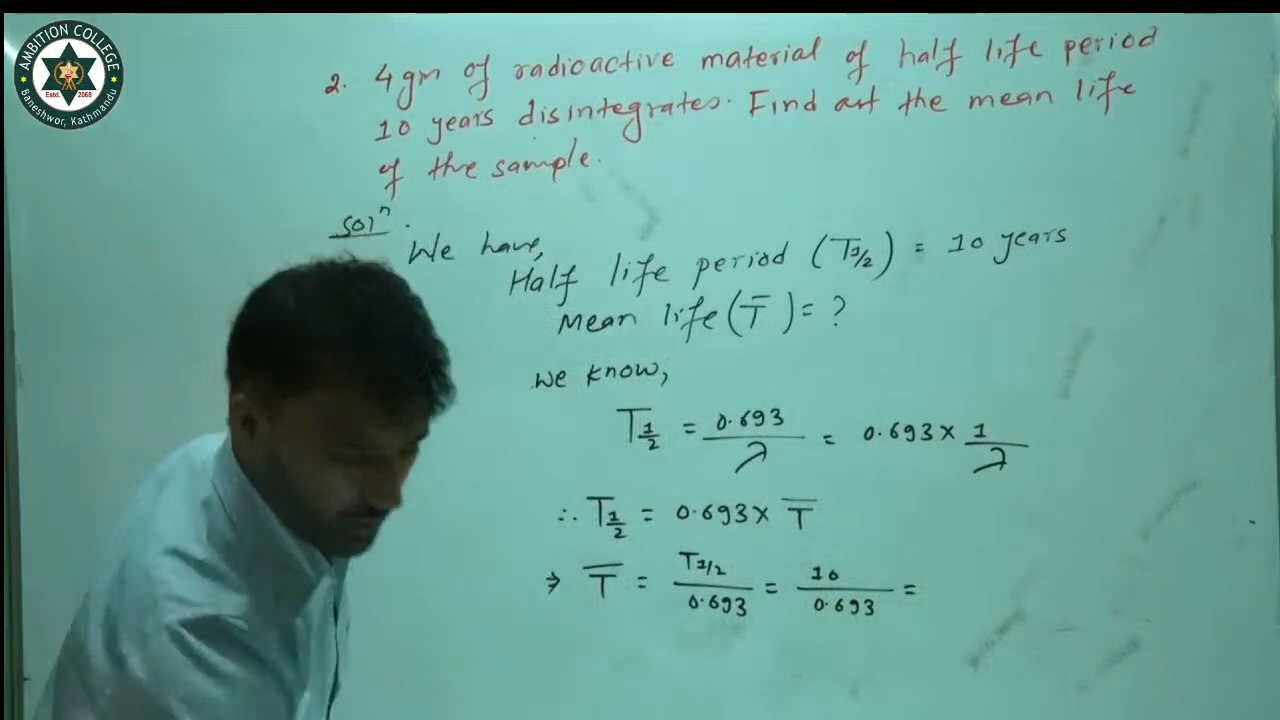 AMBITION COLLEGE
Estd. 2068
Baneshwor, Kathmandu
2. 4gm of radioactive material of half life period
10 years disintegrates. Find out the mean life
of the sample.
Solⁿ.
We have,
Half life period (T1/2) = 10 years
Mean life (T̅) = ?
We know,
T1/2 = 0.693/λ = 0.693 × 1/λ
∴ T1/2 = 0.693 × T̅
⇒ T̅ = T1/2/0.693 = 10/0.693 =